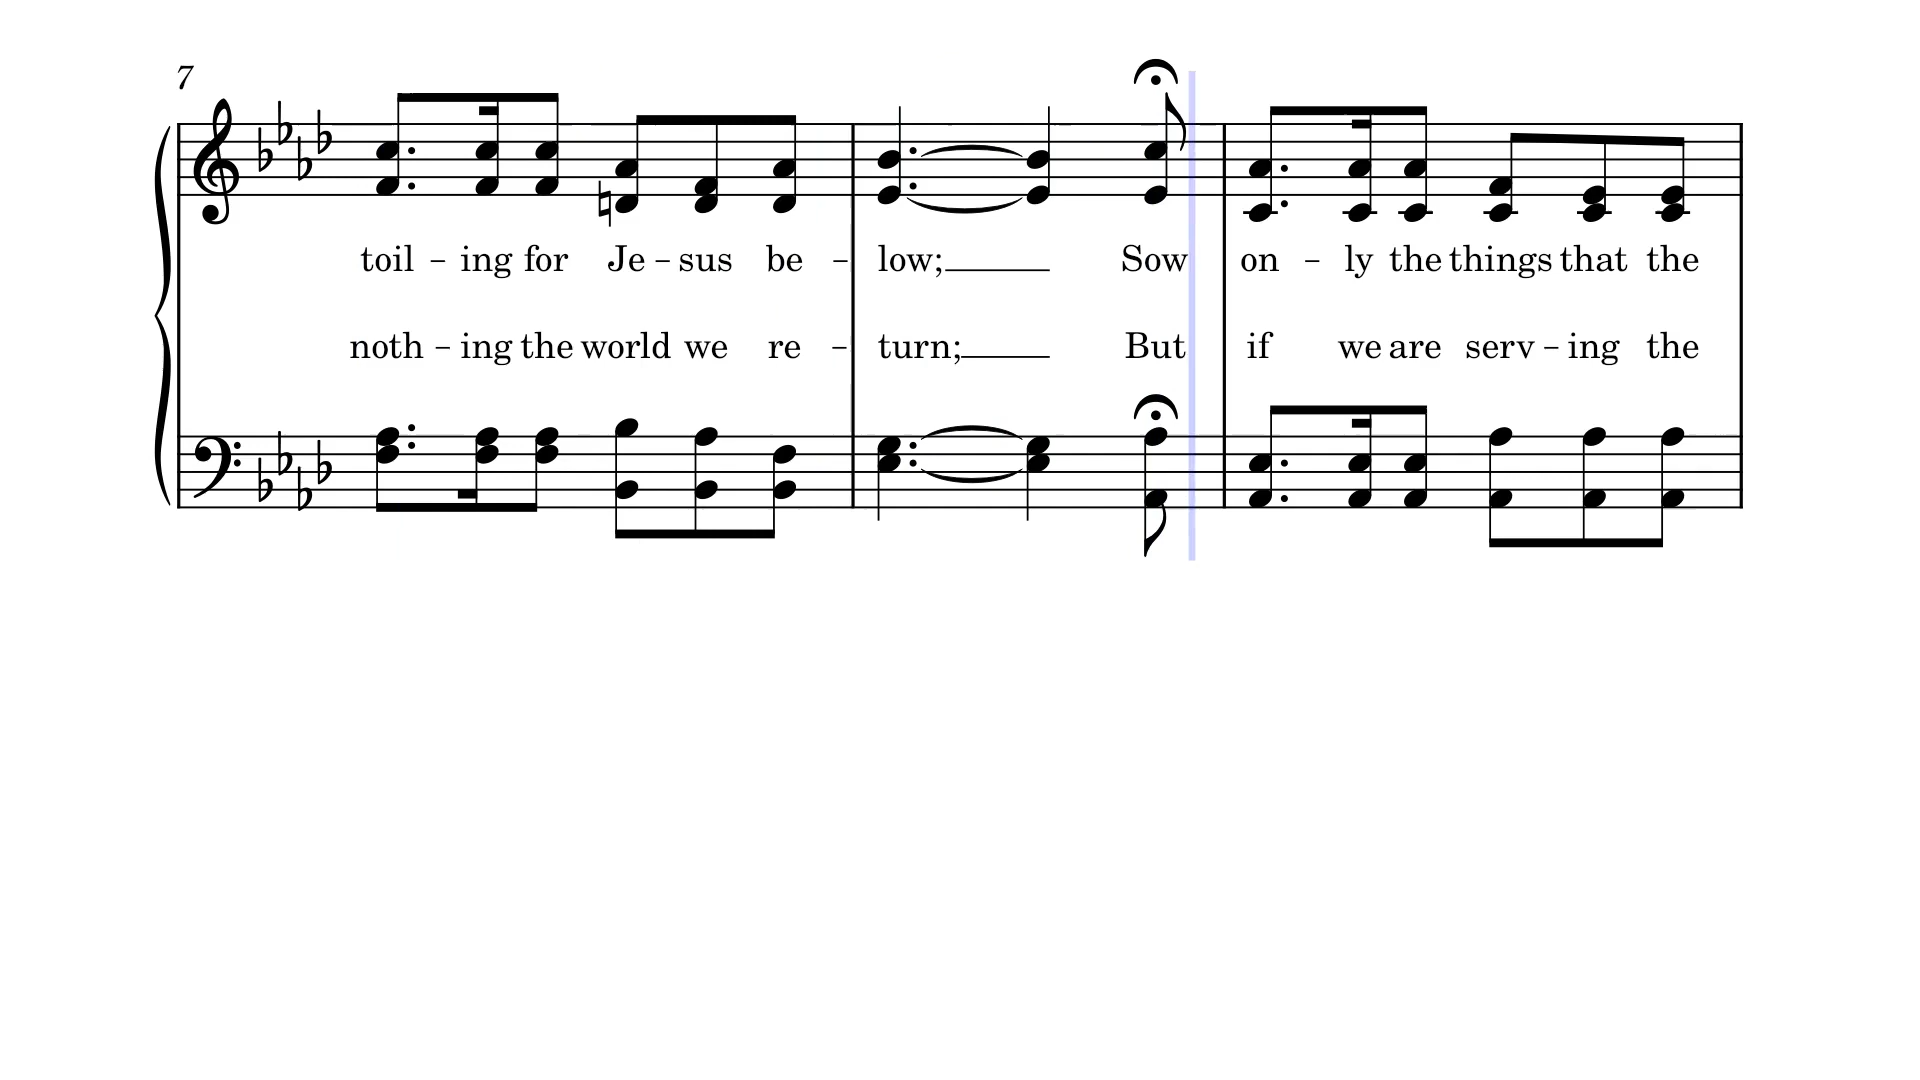 7
toil - ing for Je - sus be - low; Sow on - ly the things that the
noth - ing the world we re - turn; But if we are serv - ing the